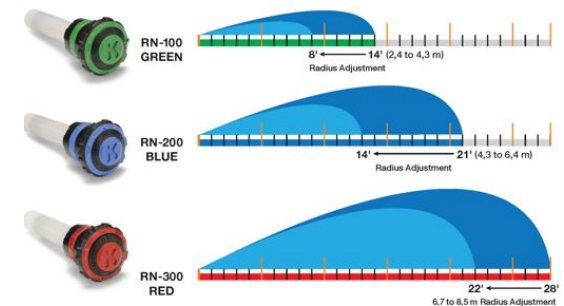 RN-100
GREEN
8' 14' (2,4 to 4,3 m)
Radius Adjustment
RN-200
BLUE
14' 21' (4,3 to 6,4 m)
Radius Adjustment
RN-300
RED
22' 28'
6,7 to 8,5 m Radius Adjustment
K
K
K